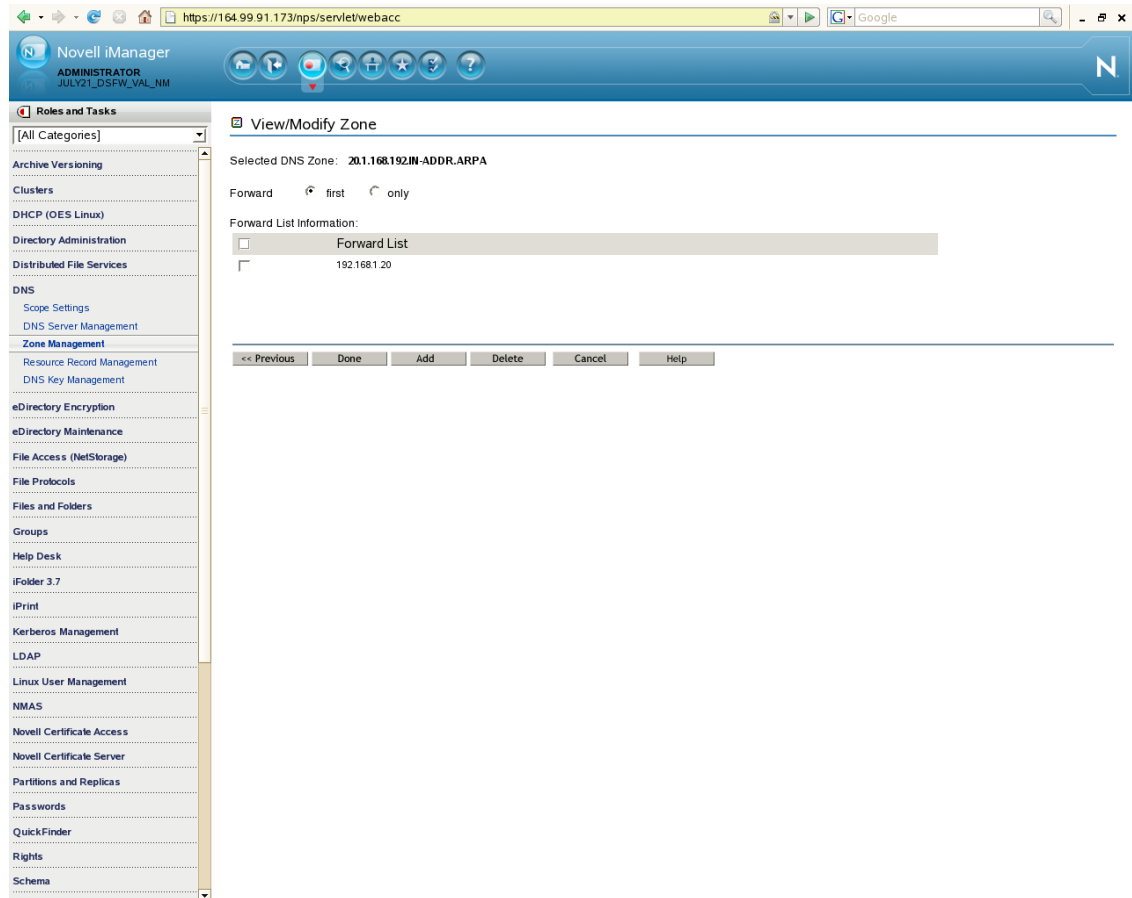 https://164.99.91.173/nps/servlet/webacc
G Google
Novell iManager
ADMINISTRATOR
JULY21_DSFW_VAL_NM
N
Roles and Tasks
[All Categories]
Archive Versioning
Clusters
DHCP (OES Linux)
Directory Administration
Distributed File Services
DNS
Scope Settings
DNS Server Management
Zone Management
Resource Record Management
DNS Key Management
eDirectory Encryption
eDirectory Maintenance
File Access (NetStorage)
File Protocols
Files and Folders
Groups
Help Desk
iFolder 3.7
iPrint
Kerberos Management
LDAP
Linux User Management
NMAS
Novell Certificate Access
Novell Certificate Server
Partitions and Replicas
Passwords
QuickFinder
Rights
Schema
View/Modify Zone
Selected DNS Zone: 20.1.168.192.IN-ADDR.ARPA
Forward first only
Forward List Information:
Forward List
192.168.1.20
<< Previous Done Add Delete Cancel Help